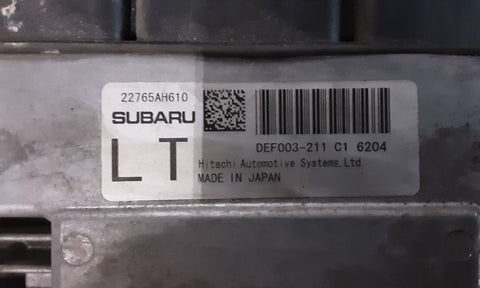 22765AH610
SUBARU
LT
DEF003-211 C1 6204
Hitachi Automotive Systems,Ltd.
MADE IN JAPAN